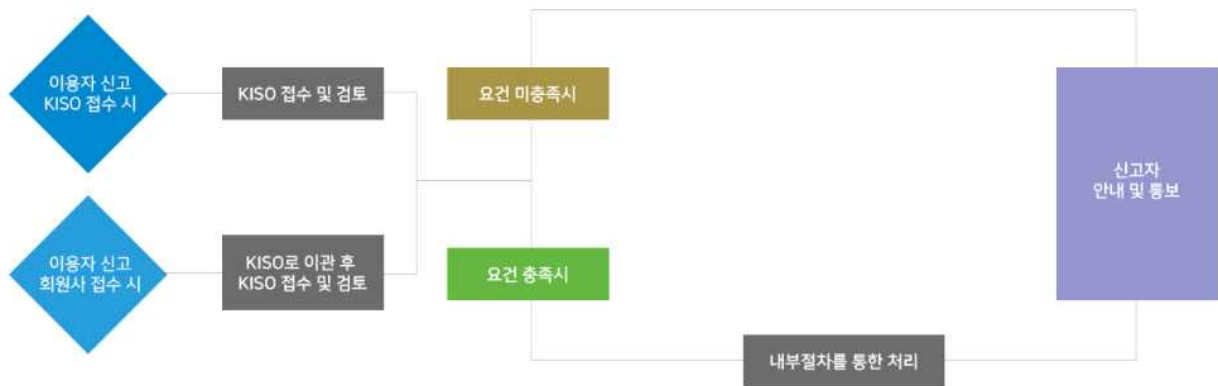 이용자 신고
KISO 접수 시
KISO 접수 및 검토
요건 미충족시
신고자
안내 및 통보
이용자 신고
회원사 접수 시
KISO로 이관 후
KISO 접수 및 검토
요건 충족시
내부절차를 통한 처리